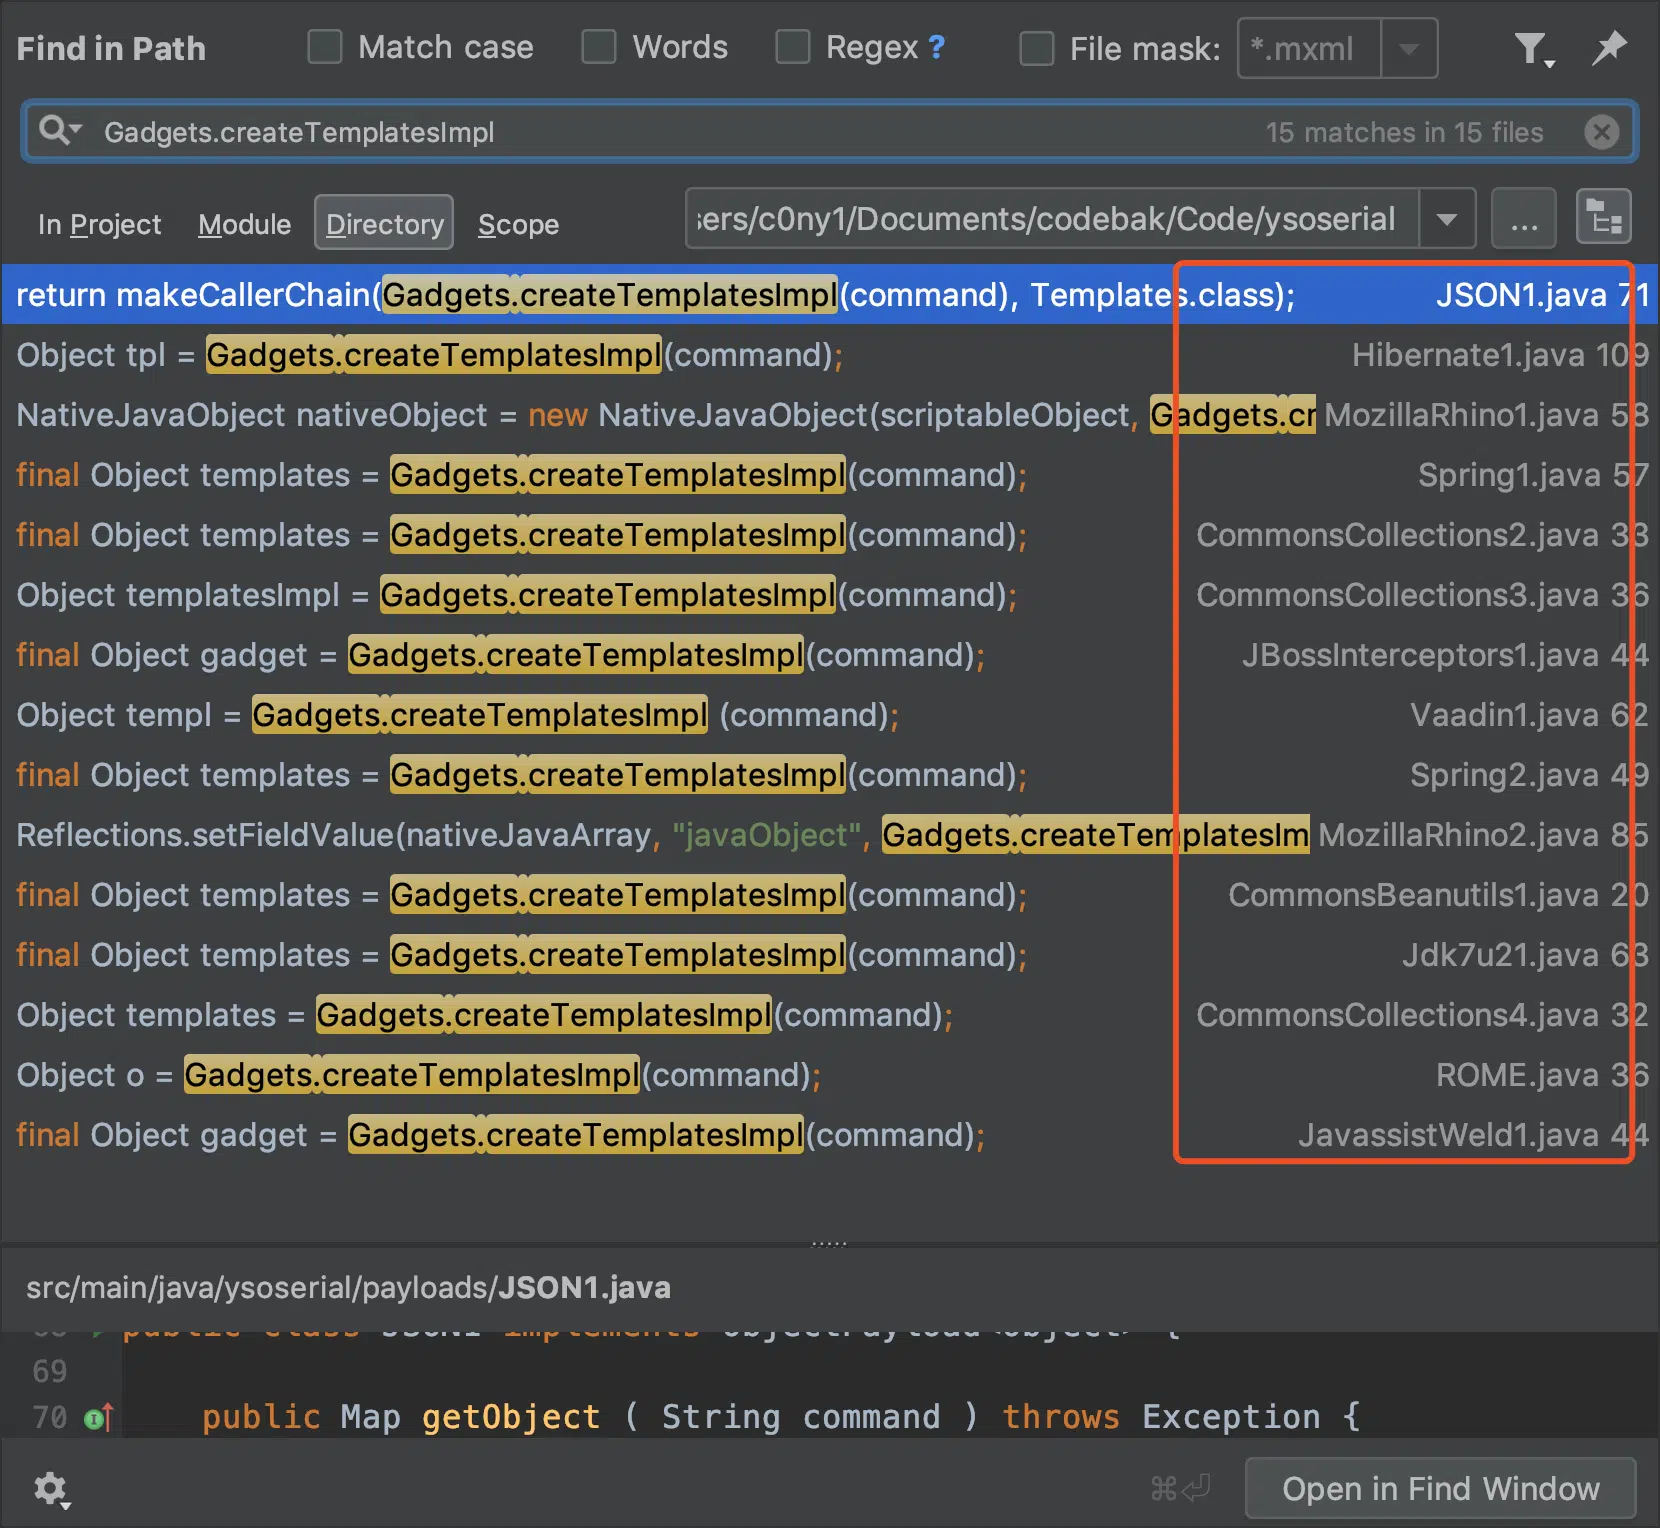 Find in Path Match case Words Regex ? File mask: *.mxml
Gadgets.createTemplatesImpl 15 matches in 15 files
In Project Module Directory Scope sers/c0ny1/Documents/codebak/Code/ysoserial ...
return makeCallerChain(Gadgets.createTemplatesImpl(command), Templates.class); JSON1.java 71
Object tpl = Gadgets.createTemplatesImpl(command); Hibernate1.java 109
NativeJavaObject nativeObject = new NativeJavaObject(scriptableObject, Gadgets.cr MozillaRhino1.java 58
final Object templates = Gadgets.createTemplatesImpl(command); Spring1.java 57
final Object templates = Gadgets.createTemplatesImpl(command); CommonsCollections2.java 33
Object templatesImpl = Gadgets.createTemplatesImpl(command); CommonsCollections3.java 36
final Object gadget = Gadgets.createTemplatesImpl(command); JBossInterceptors1.java 44
Object templ = Gadgets.createTemplatesImpl (command); Vaadin1.java 62
final Object templates = Gadgets.createTemplatesImpl(command); Spring2.java 49
Reflections.setFieldValue(nativeJavaArray, "javaObject", Gadgets.createTemplatesIm MozillaRhino2.java 85
final Object templates = Gadgets.createTemplatesImpl(command); CommonsBeanutils1.java 20
final Object templates = Gadgets.createTemplatesImpl(command); Jdk7u21.java 63
Object templates = Gadgets.createTemplatesImpl(command); CommonsCollections4.java 32
Object o = Gadgets.createTemplatesImpl(command); ROME.java 36
final Object gadget = Gadgets.createTemplatesImpl(command); JavassistWeld1.java 44
src/main/java/ysoserial/payloads/JSON1.java
public class JSON1 implements ObjectPayload<Object> {
69
70 public Map getObject ( String command ) throws Exception {
⌘⏎ Open in Find Window